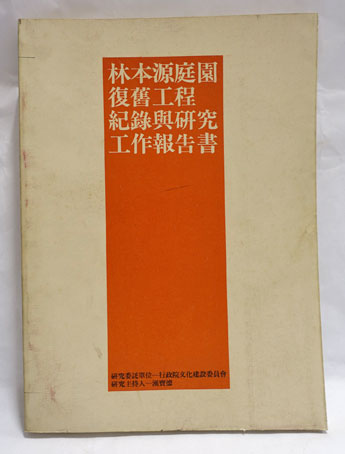 林本源庭園
復舊工程
紀錄與研究
工作報告書
研究委託單位—行政院文化建設委員會
研究主持人—漢寶德